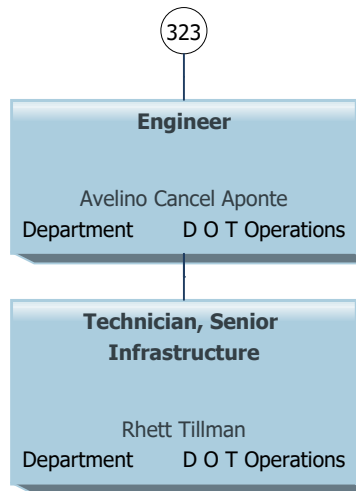 323
Engineer
Avelino Cancel Aponte
Department D O T Operations
Technician, Senior
Infrastructure
Rhett Tillman
Department D O T Operations